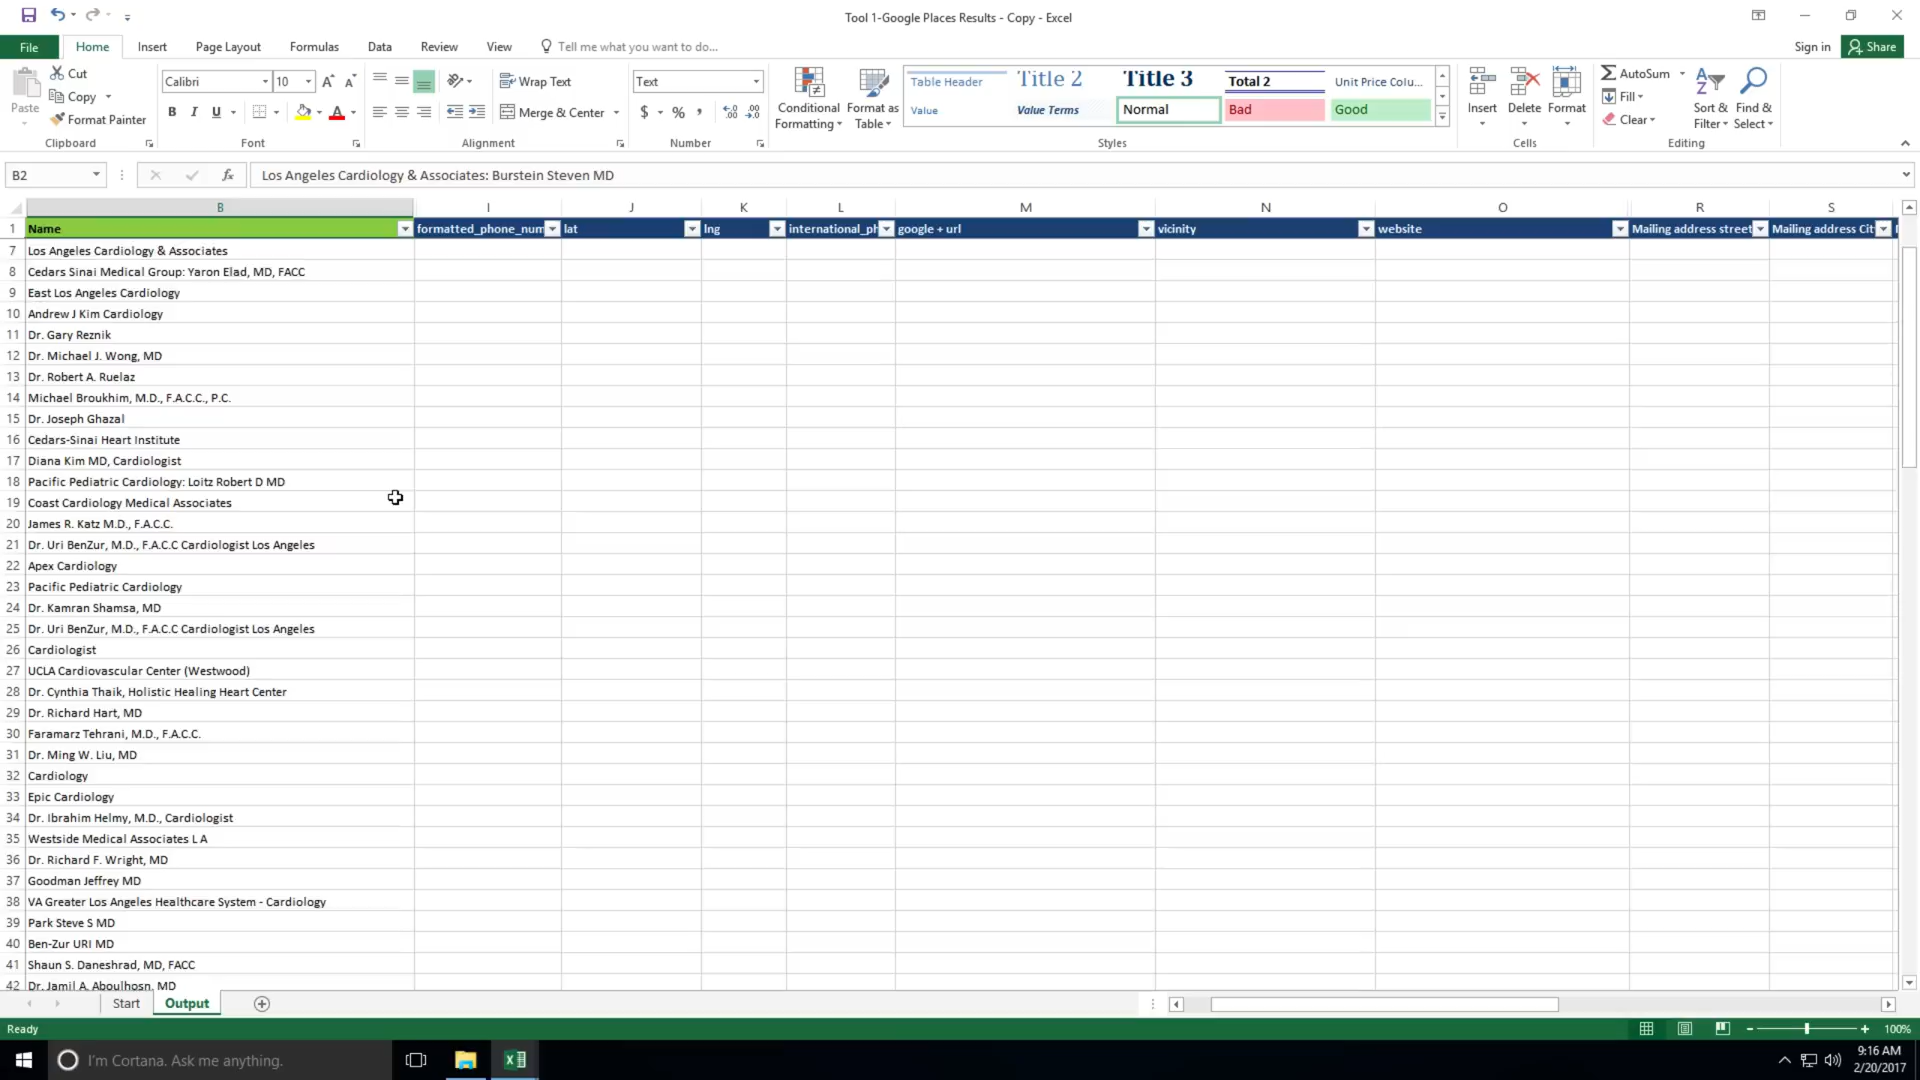 Tool 1-Google Places Results - Copy - Excel
File Home Insert Page Layout Formulas Data Review View Tell me what you want to do... Sign in Share
Paste Cut Copy Format Painter Clipboard
Calibri 10 B I U A Font
Wrap Text Merge & Center Alignment
Text $ % , Number
Conditional Formatting Format as Table
Table Header Title 2 Title 3 Total 2 Unit Price Colu...
Value Value Terms Normal Bad Good
Styles
Insert Delete Format Cells
AutoSum Fill Clear Sort & Filter Find & Select Editing
B2 fx Los Angeles Cardiology & Associates: Burstein Steven MD
B I J K L M N O R S
1 Name formatted_phone_num lat lng international_ph google + url vicinity website Mailing address street Mailing address Cit
7 Los Angeles Cardiology & Associates
8 Cedars Sinai Medical Group: Yaron Elad, MD, FACC
9 East Los Angeles Cardiology
10 Andrew J Kim Cardiology
11 Dr. Gary Reznik
12 Dr. Michael J. Wong, MD
13 Dr. Robert A. Ruelaz
14 Michael Broukhim, M.D., F.A.C.C., P.C.
15 Dr. Joseph Ghazal
16 Cedars-Sinai Heart Institute
17 Diana Kim MD, Cardiologist
18 Pacific Pediatric Cardiology: Loitz Robert D MD
19 Coast Cardiology Medical Associates
20 James R. Katz M.D., F.A.C.C.
21 Dr. Uri BenZur, M.D., F.A.C.C Cardiologist Los Angeles
22 Apex Cardiology
23 Pacific Pediatric Cardiology
24 Dr. Kamran Shamsa, MD
25 Dr. Uri BenZur, M.D., F.A.C.C Cardiologist Los Angeles
26 Cardiologist
27 UCLA Cardiovascular Center (Westwood)
28 Dr. Cynthia Thaik, Holistic Healing Heart Center
29 Dr. Richard Hart, MD
30 Faramarz Tehrani, M.D., F.A.C.C.
31 Dr. Ming W. Liu, MD
32 Cardiology
33 Epic Cardiology
34 Dr. Ibrahim Helmy, M.D., Cardiologist
35 Westside Medical Associates L A
36 Dr. Richard F. Wright, MD
37 Goodman Jeffrey MD
38 VA Greater Los Angeles Healthcare System - Cardiology
39 Park Steve S MD
40 Ben-Zur URI MD
41 Shaun S. Daneshrad, MD, FACC
42 Dr. Jamil A. Aboulhosn, MD
Start Output
Ready 100%
I'm Cortana. Ask me anything.
9:16 AM
2/20/2017